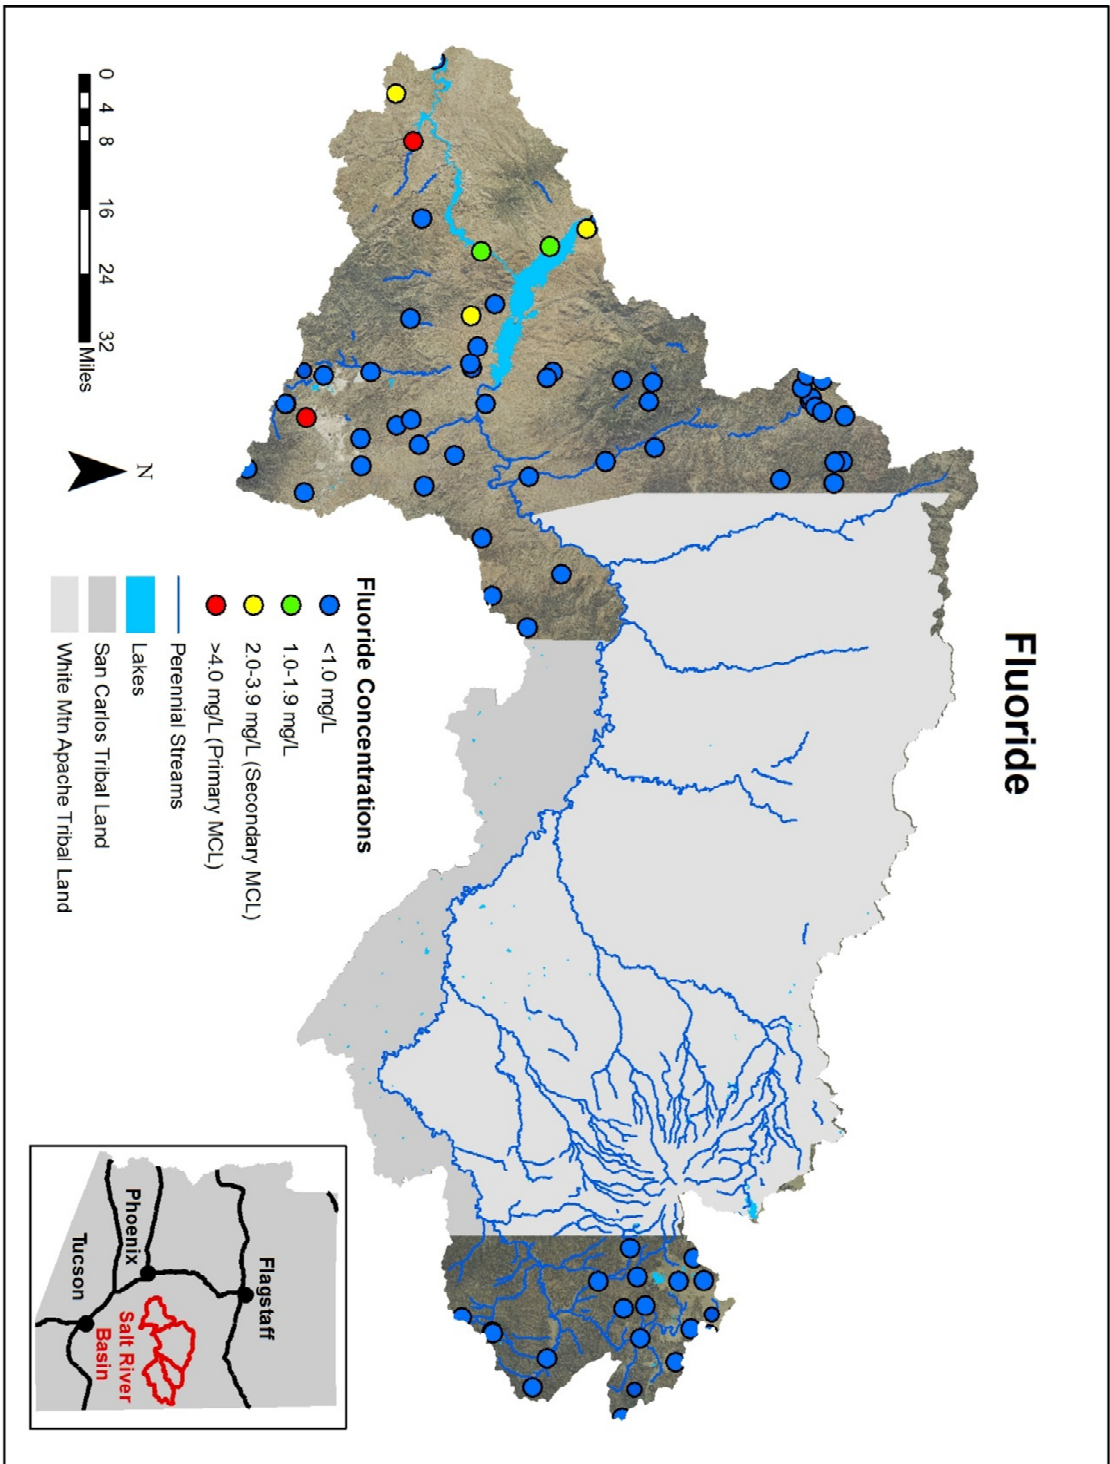 Fluoride
Fluoride Concentrations
<1.0 mg/L
1.0-1.9 mg/L
2.0-3.9 mg/L (Secondary MCL)
>4.0 mg/L (Primary MCL)
Perennial Streams
Lakes
San Carlos Tribal Land
White Mtn Apache Tribal Land
N
0 4 8 16 24 32
Miles
Flagstaff
Phoenix
Salt River
Basin
Tucson